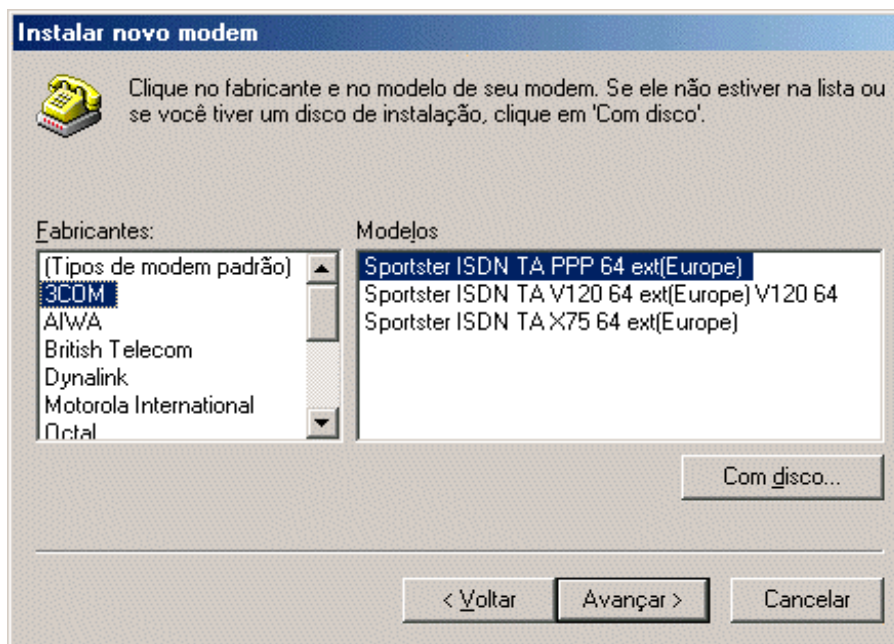 Instalar novo modem
Clique no fabricante e no modelo de seu modem. Se ele não estiver na lista ou
se você tiver um disco de instalação, clique em 'Com disco'.
Fabricantes:
(Tipos de modem padrão)
3COM
AIWA
British Telecom
Dynalink
Motorola International
Octal
Modelos
Sportster ISDN TA PPP 64 ext(Europe)
Sportster ISDN TA V120 64 ext(Europe) V120 64
Sportster ISDN TA X75 64 ext(Europe)
Com disco...
< Voltar
Avançar >
Cancelar